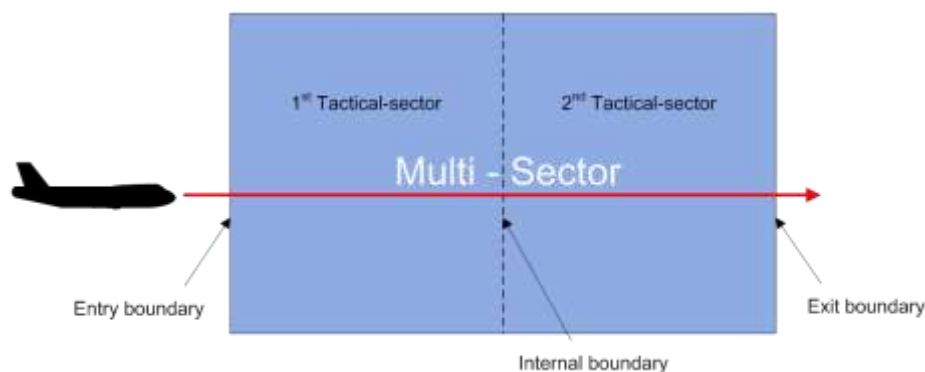 1st Tactical-sector
2nd Tactical-sector
Multi - Sector
Entry boundary
Exit boundary
Internal boundary